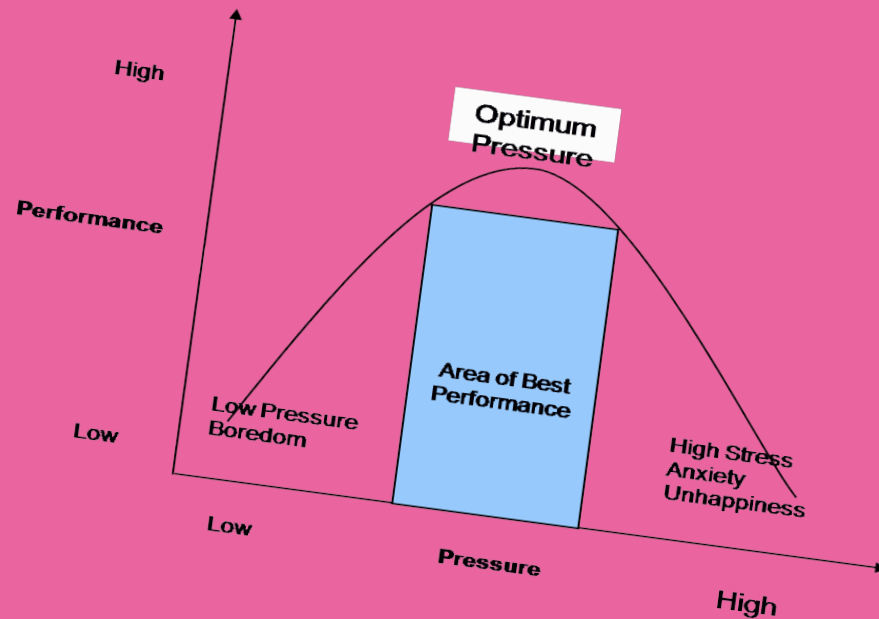 High
Optimum
Pressure
Performance
Area of Best
Performance
Low Pressure
Boredom
Low
High Stress
Anxiety
Unhappiness
Low
Pressure
High